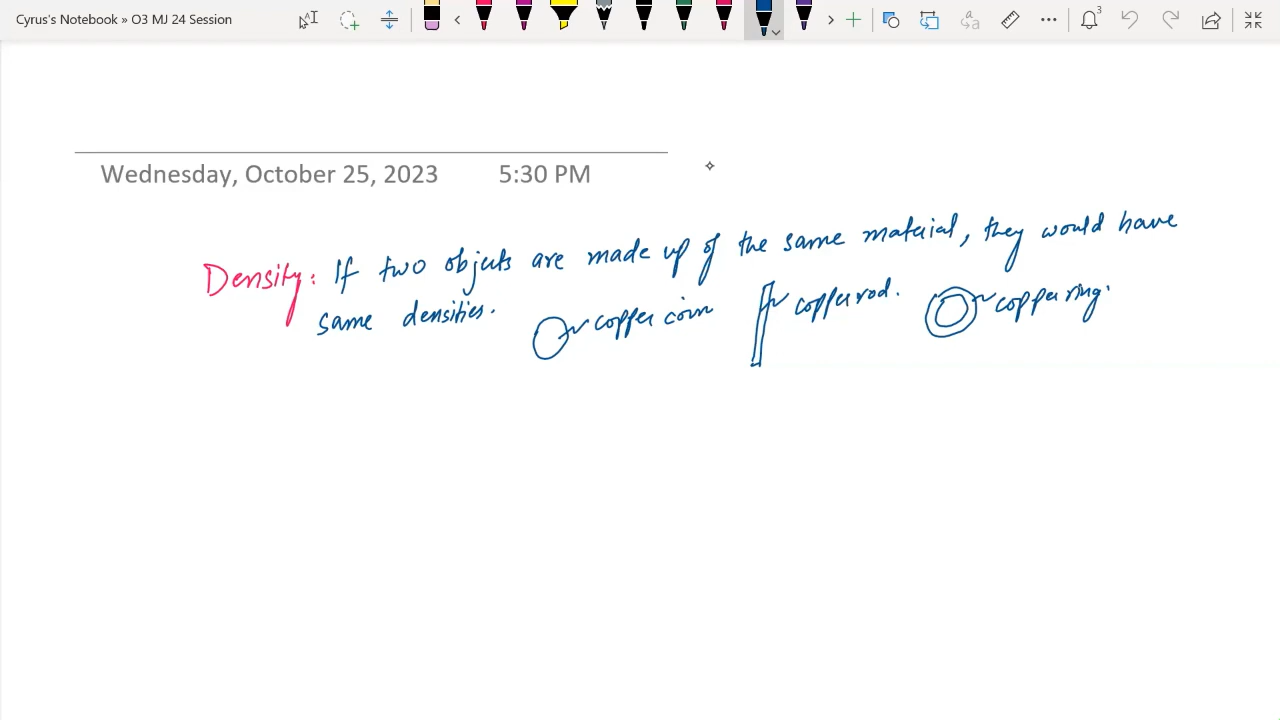 Cyrus's Notebook » O3 MJ 24 Session
3
Wednesday, October 25, 2023 5:30 PM
Density: If two objects are made up of the same material, they would have
same densities. copper coin copper rod. copper ring.